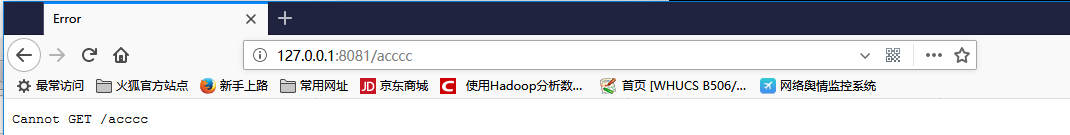 Error
127.0.0.1:8081/acccc
最常访问 火狐官方站点 新手上路 常用网址 JD 京东商城 C 使用Hadoop分析数... 首页 [WHUCS B506/... 网络舆情监控系统
Cannot GET /acccc